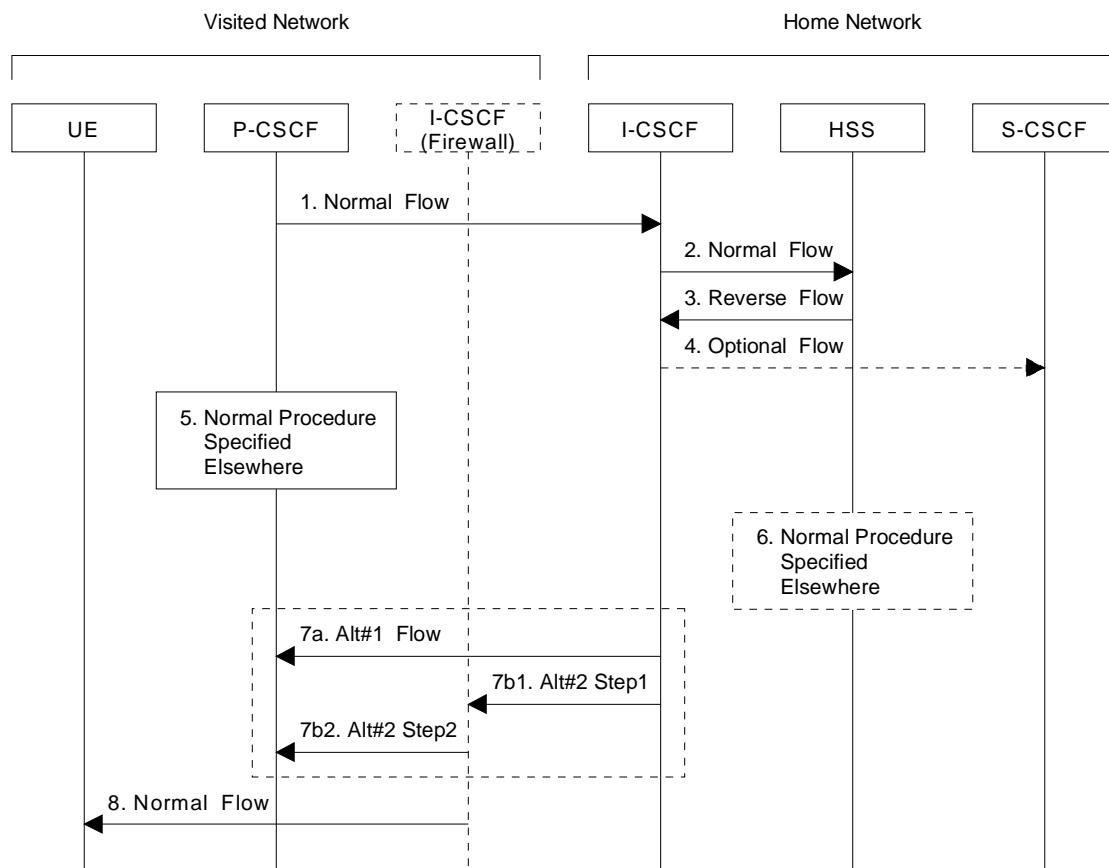 Visited Network
Home Network
UE
P-CSCF
I-CSCF
(Firewall)
I-CSCF
HSS
S-CSCF
1. Normal Flow
2. Normal Flow
3. Reverse Flow
4. Optional Flow
5. Normal Procedure
Specified
Elsewhere
6. Normal Procedure
Specified
Elsewhere
7a. Alt#1 Flow
7b1. Alt#2 Step1
7b2. Alt#2 Step2
8. Normal Flow